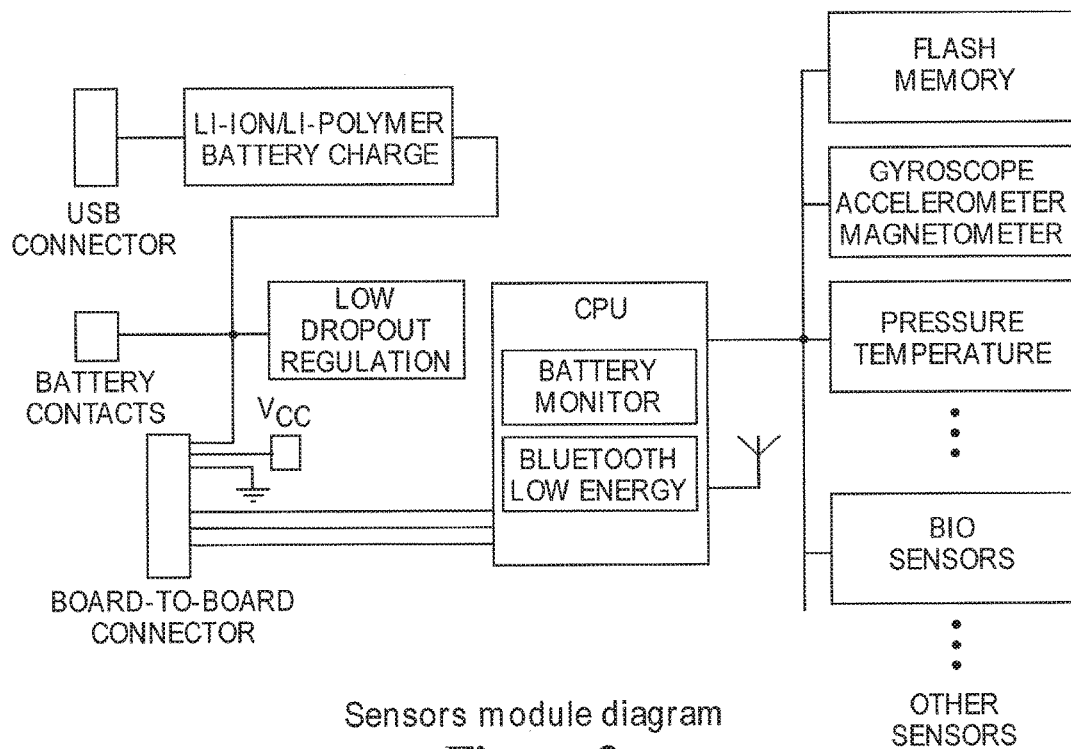 FLASH
MEMORY
LI-ION/LI-POLYMER
BATTERY CHARGE
USB
CONNECTOR
GYROSCOPE
ACCELEROMETER
MAGNETOMETER
LOW
DROPOUT
REGULATION
BATTERY
CONTACTS
VCC
CPU
BATTERY
MONITOR
BLUETOOTH
LOW ENERGY
PRESSURE
TEMPERATURE
BIO
SENSORS
BOARD-TO-BOARD
CONNECTOR
OTHER
SENSORS
Sensors module diagram